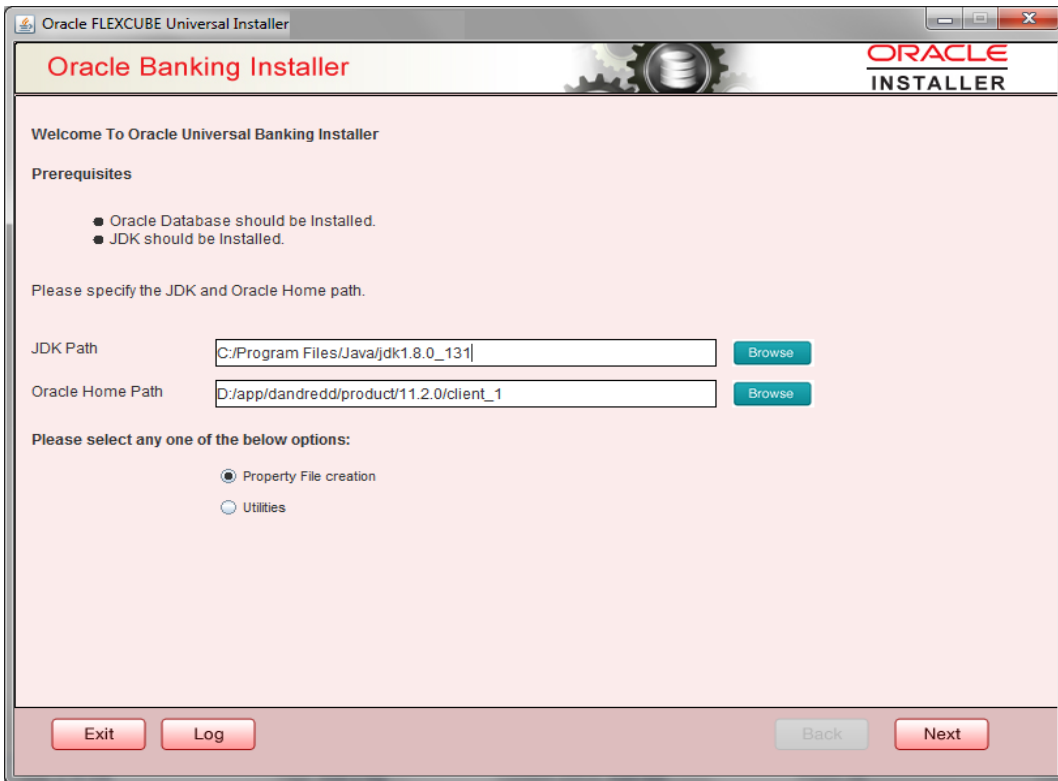 Oracle FLEXCUBE Universal Installer
Oracle Banking Installer
ORACLE
INSTALLER
Welcome To Oracle Universal Banking Installer
Prerequisites
Oracle Database should be Installed.
JDK should be Installed.
Please specify the JDK and Oracle Home path.
JDK Path
C:/Program Files/Java/jdk1.8.0_131
Browse
Oracle Home Path
D:/app/dandredd/product/11.2.0/client_1
Browse
Please select any one of the below options:
Property File creation
Utilities
Exit
Log
Back
Next